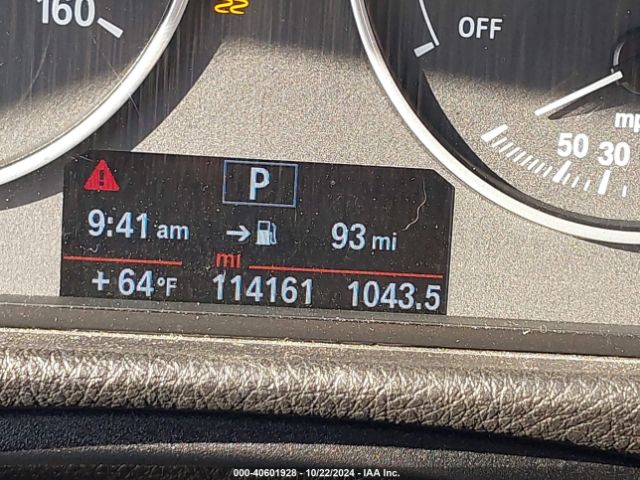 160
OFF
mp
50 30
P
9:41 am
93 mi
mi
+64°F
114161
1043.5
000-40601928 - 10/22/2024 - IAA Inc.